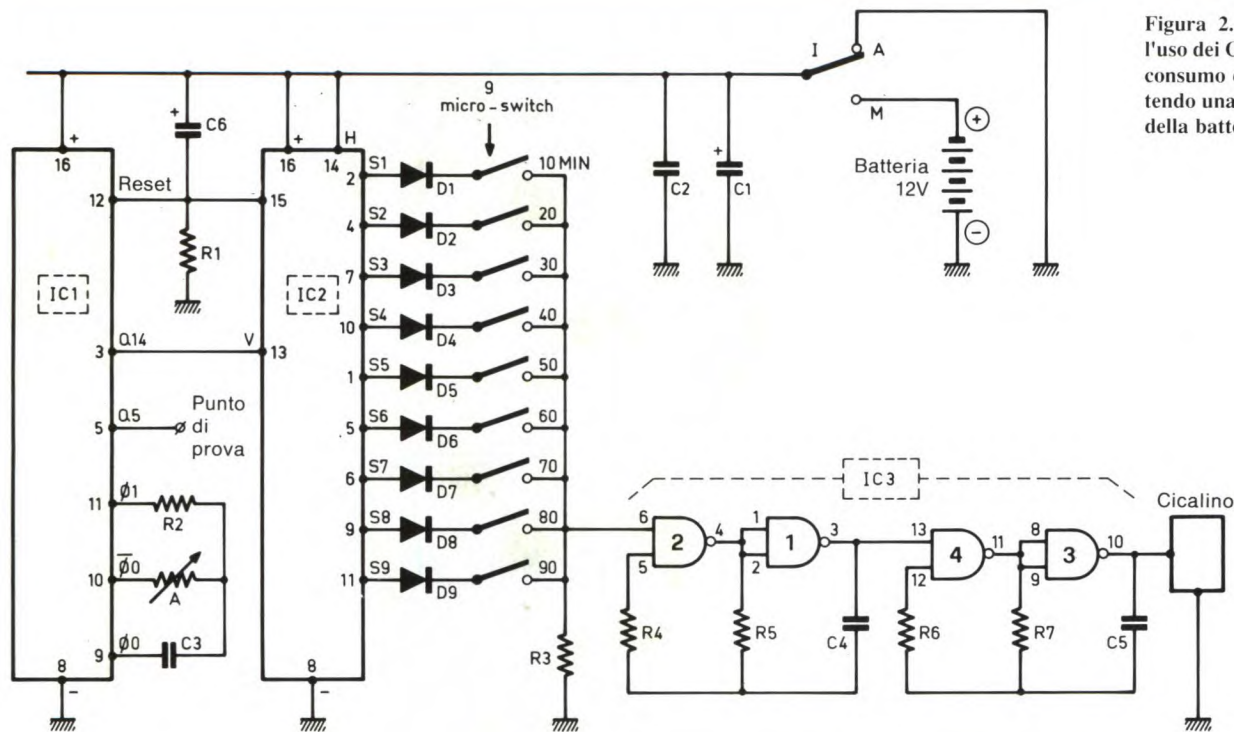 Figura 2.
l'uso dei C
consumo
tendo una
della batte
I
A
M
+
Batteria
12V
−
C2
+
C1
9
micro-switch
+
16
+
C6
+
16
H
14
12
Reset
15
R1
IC1
IC2
3
Q14
V
13
5
Q5
Punto
di
prova
11
ϕ1
R2
10
ϕ̅0
A
9
ϕ0
C3
8
−
8
−
2
S1
D1
10 MIN
4
S2
D2
20
7
S3
D3
30
10
S4
D4
40
1
S5
D5
50
5
S6
D6
60
6
S7
D7
70
9
S8
D8
80
11
S9
D9
90
R3
IC3
6
5
2
4
1
2
1
3
13
12
4
11
8
9
3
10
R4
R5
C4
R6
R7
C5
Cicalino